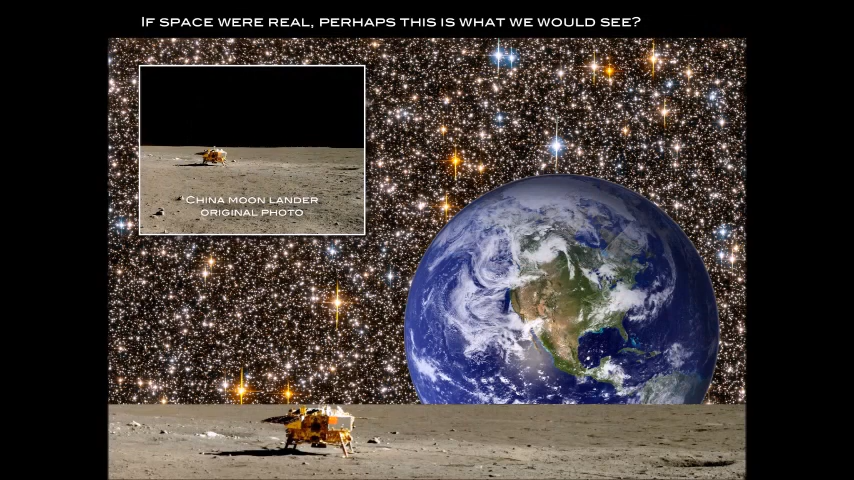 If space were real, perhaps this is what we would see?
*China moon lander
original photo